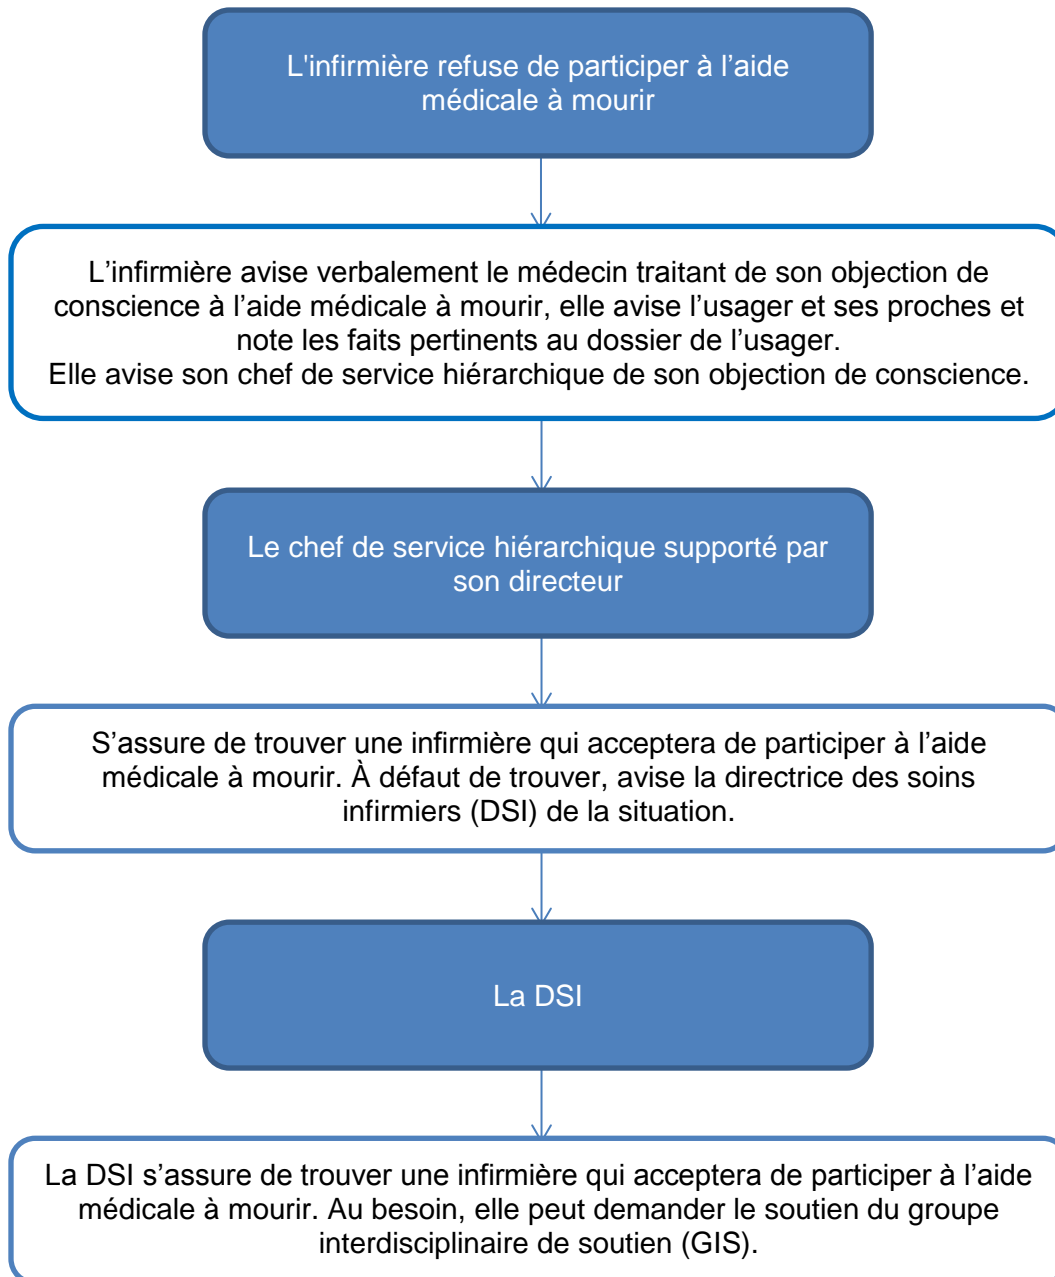 L'infirmière refuse de participer à l’aide
médicale à mourir
L’infirmière avise verbalement le médecin traitant de son objection de
conscience à l’aide médicale à mourir, elle avise l’usager et ses proches et
note les faits pertinents au dossier de l’usager.
Elle avise son chef de service hiérarchique de son objection de conscience.
Le chef de service hiérarchique supporté par
son directeur
S’assure de trouver une infirmière qui acceptera de participer à l’aide
médicale à mourir. À défaut de trouver, avise la directrice des soins
infirmiers (DSI) de la situation.
La DSI
La DSI s’assure de trouver une infirmière qui acceptera de participer à l’aide
médicale à mourir. Au besoin, elle peut demander le soutien du groupe
interdisciplinaire de soutien (GIS).